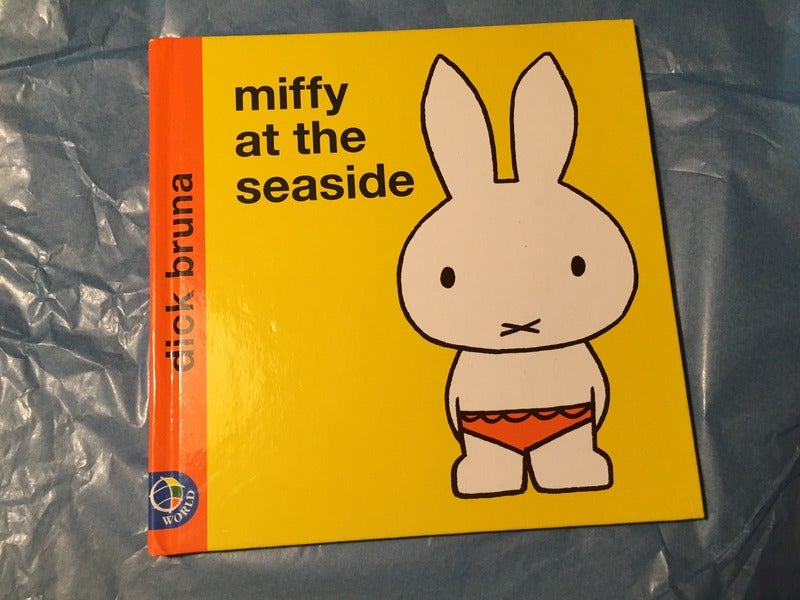 miffy
at the
seaside
dick bruna
WORLD